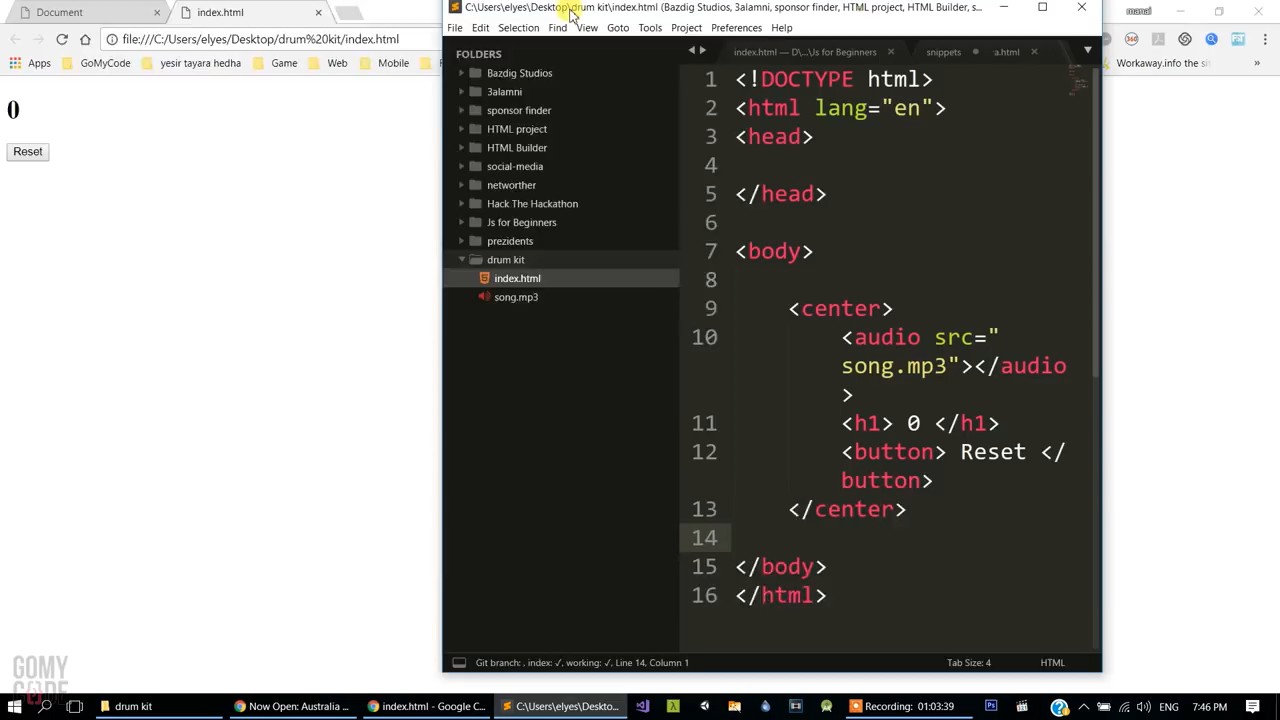 Document
index.html
C:\Users\elyes\Desktop\drum kit\index.html (Bazdig Studios, 3alamni, sponsor finder, HTML project, HTML Builder, s...
manel
file:///C:/Users/elyes/Desktop/drum%20kit/index.html
File Edit Selection Find View Goto Tools Project Preferences Help
Apps
GoMyCo
Wo
Mobile
Workaway.info the si
0
Reset
FOLDERS
Bazdig Studios
3alamni
sponsor finder
HTML project
HTML Builder
social-media
networther
Hack The Hackathon
Js for Beginners
prezidents
drum kit
index.html
song.mp3
index.html — D\...\Js for Beginners
snippets
a.html
1 <!DOCTYPE html>
2 <html lang="en">
3 <head>
4
5 </head>
6
7 <body>
8
9 <center>
10 <audio src="
song.mp3"></audio
>
11 <h1> 0 </h1>
12 <button> Reset </
button>
13 </center>
14
15 </body>
16 </html>
Git branch: , index: ✓, working: ✓, Line 14, Column 1
Tab Size: 4
HTML
GOMY
CODE
drum kit
Now Open: Australia ...
index.html - Google C...
C:\Users\elyes\Deskto...
Recording: 01:03:39
ENG
7:46 PM